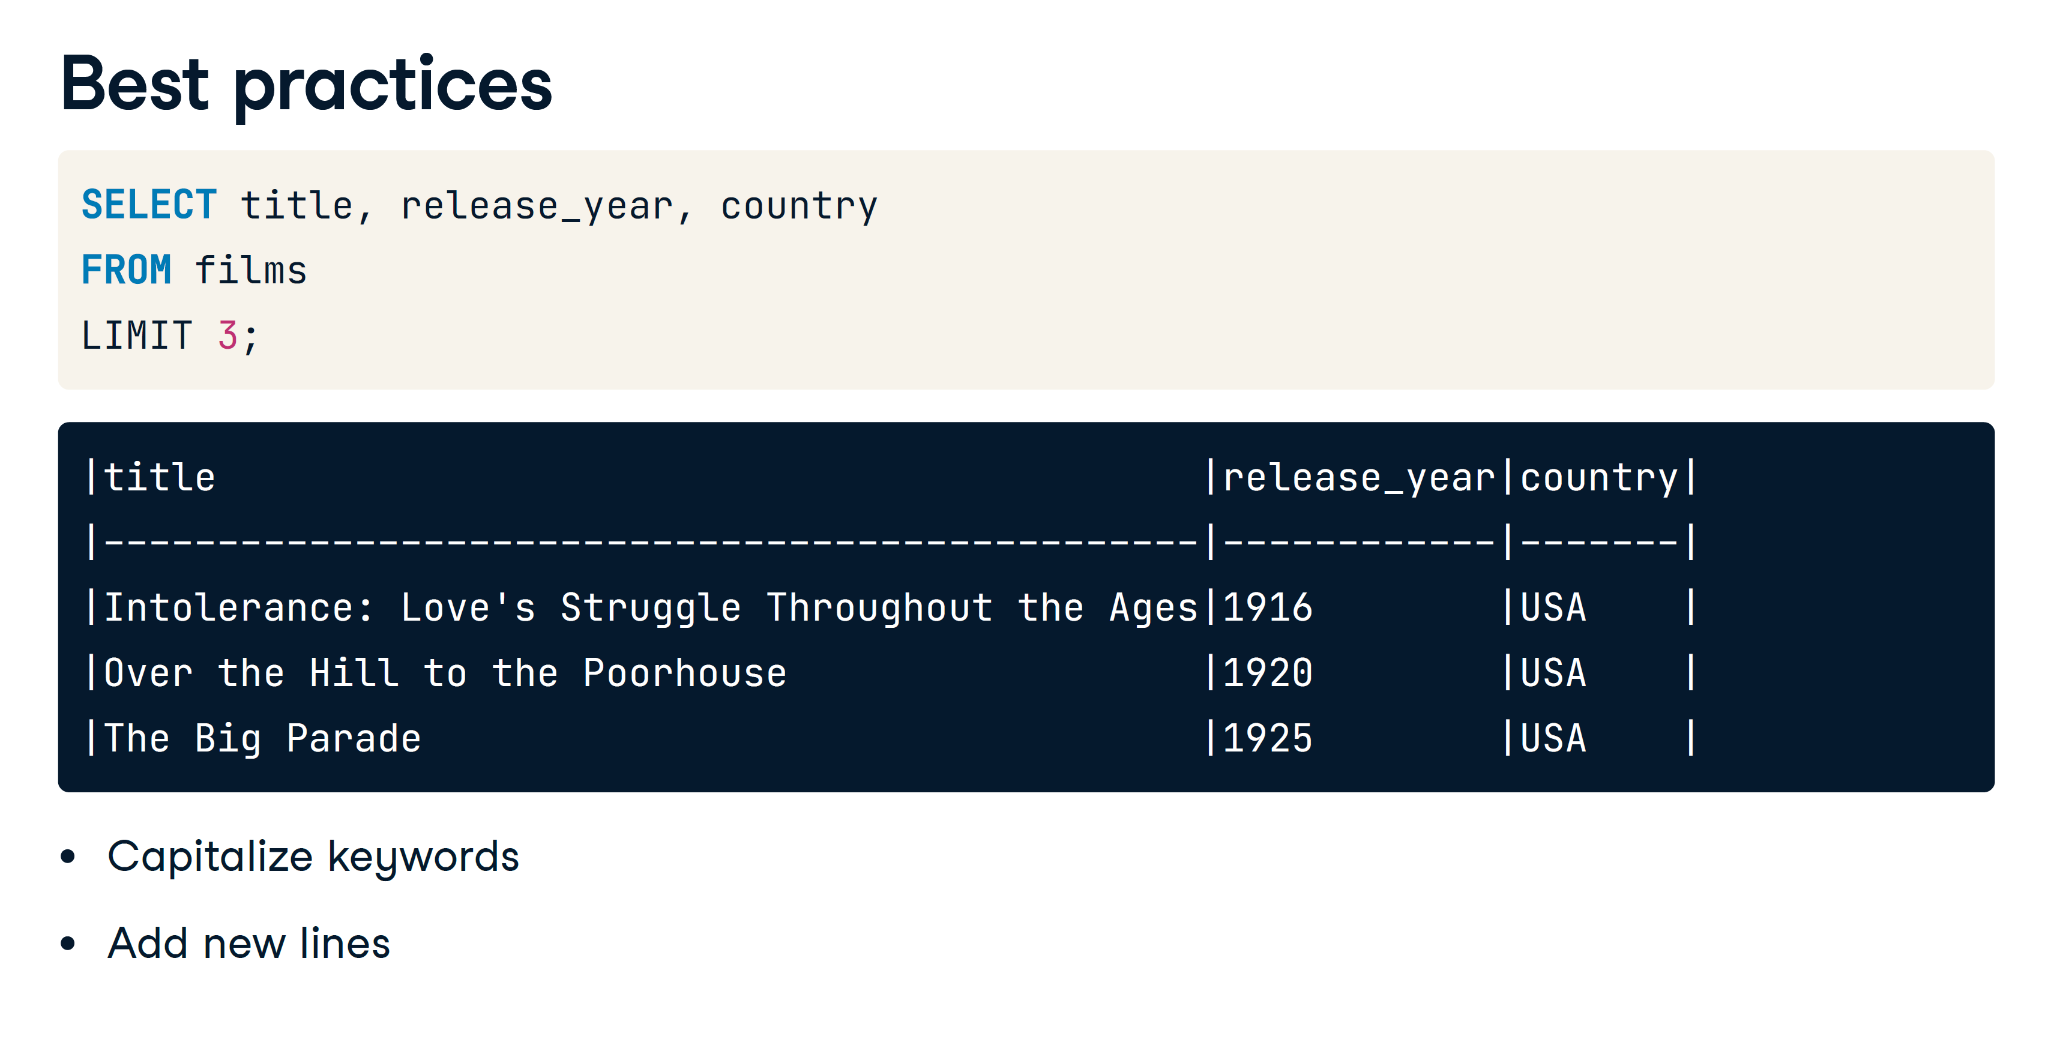 Best practices
SELECT title, release_year, country
FROM films
LIMIT 3;
|title                                           |release_year|country|
|------------------------------------------------|------------|-------|
|Intolerance: Love's Struggle Throughout the Ages|1916        |USA    |
|Over the Hill to the Poorhouse                  |1920        |USA    |
|The Big Parade                                  |1925        |USA    |
• Capitalize keywords
• Add new lines